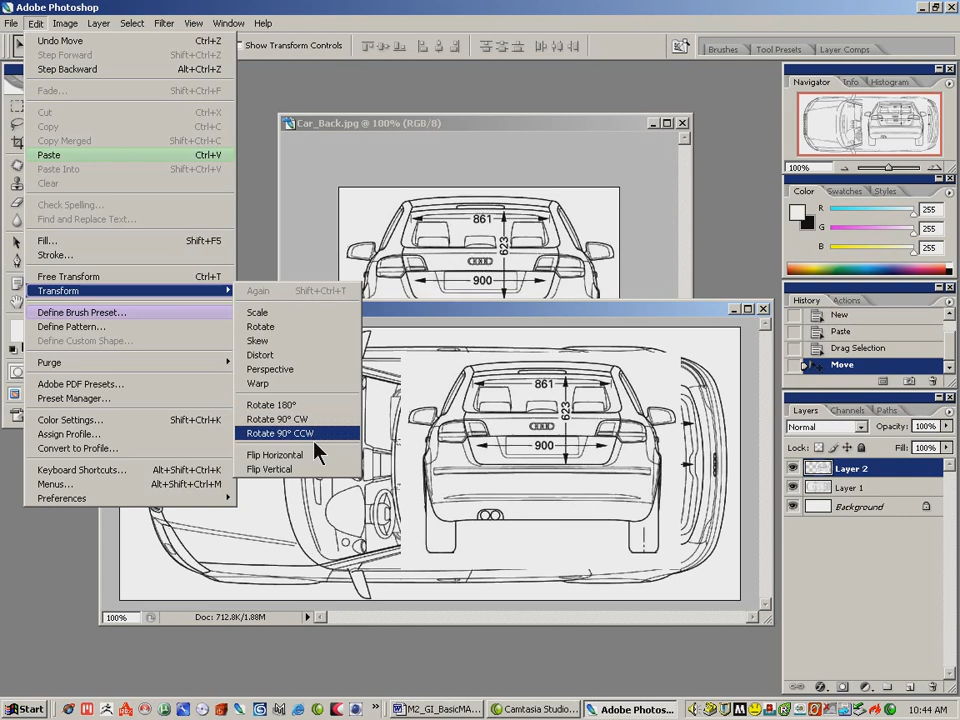 Adobe Photoshop
File Edit Image Layer Select Filter View Window Help
Show Transform Controls
Brushes Tool Presets Layer Comps
Undo Move Ctrl+Z
Step Forward Shift+Ctrl+Z
Step Backward Alt+Ctrl+Z
Fade... Shift+Ctrl+F
Cut Ctrl+X
Copy Ctrl+C
Copy Merged Shift+Ctrl+C
Paste Ctrl+V
Paste Into Shift+Ctrl+V
Clear
Check Spelling...
Find and Replace Text...
Fill... Shift+F5
Stroke...
Free Transform Ctrl+T
Transform
Define Brush Preset...
Define Pattern...
Define Custom Shape...
Purge
Adobe PDF Presets...
Preset Manager...
Color Settings... Shift+Ctrl+K
Assign Profile...
Convert to Profile...
Keyboard Shortcuts... Alt+Shift+Ctrl+K
Menus... Alt+Shift+Ctrl+M
Preferences
Again Shift+Ctrl+T
Scale
Rotate
Skew
Distort
Perspective
Warp
Rotate 180°
Rotate 90° CW
Rotate 90° CCW
Flip Horizontal
Flip Vertical
Car_Back.jpg @ 100% (RGB/8)
861
623
900
861
623
900
100% Doc: 712.8K/1.88M
Navigator Info Histogram
100%
Color Swatches Styles
R 255
G 255
B 255
History Actions
New
Paste
Drag Selection
Move
Layers Channels Paths
Normal Opacity: 100%
Lock: Fill: 100%
Layer 2
Layer 1
Background
Start M2_GI_BasicMA... Camtasia Studio... Adobe Photos... 10:44 AM